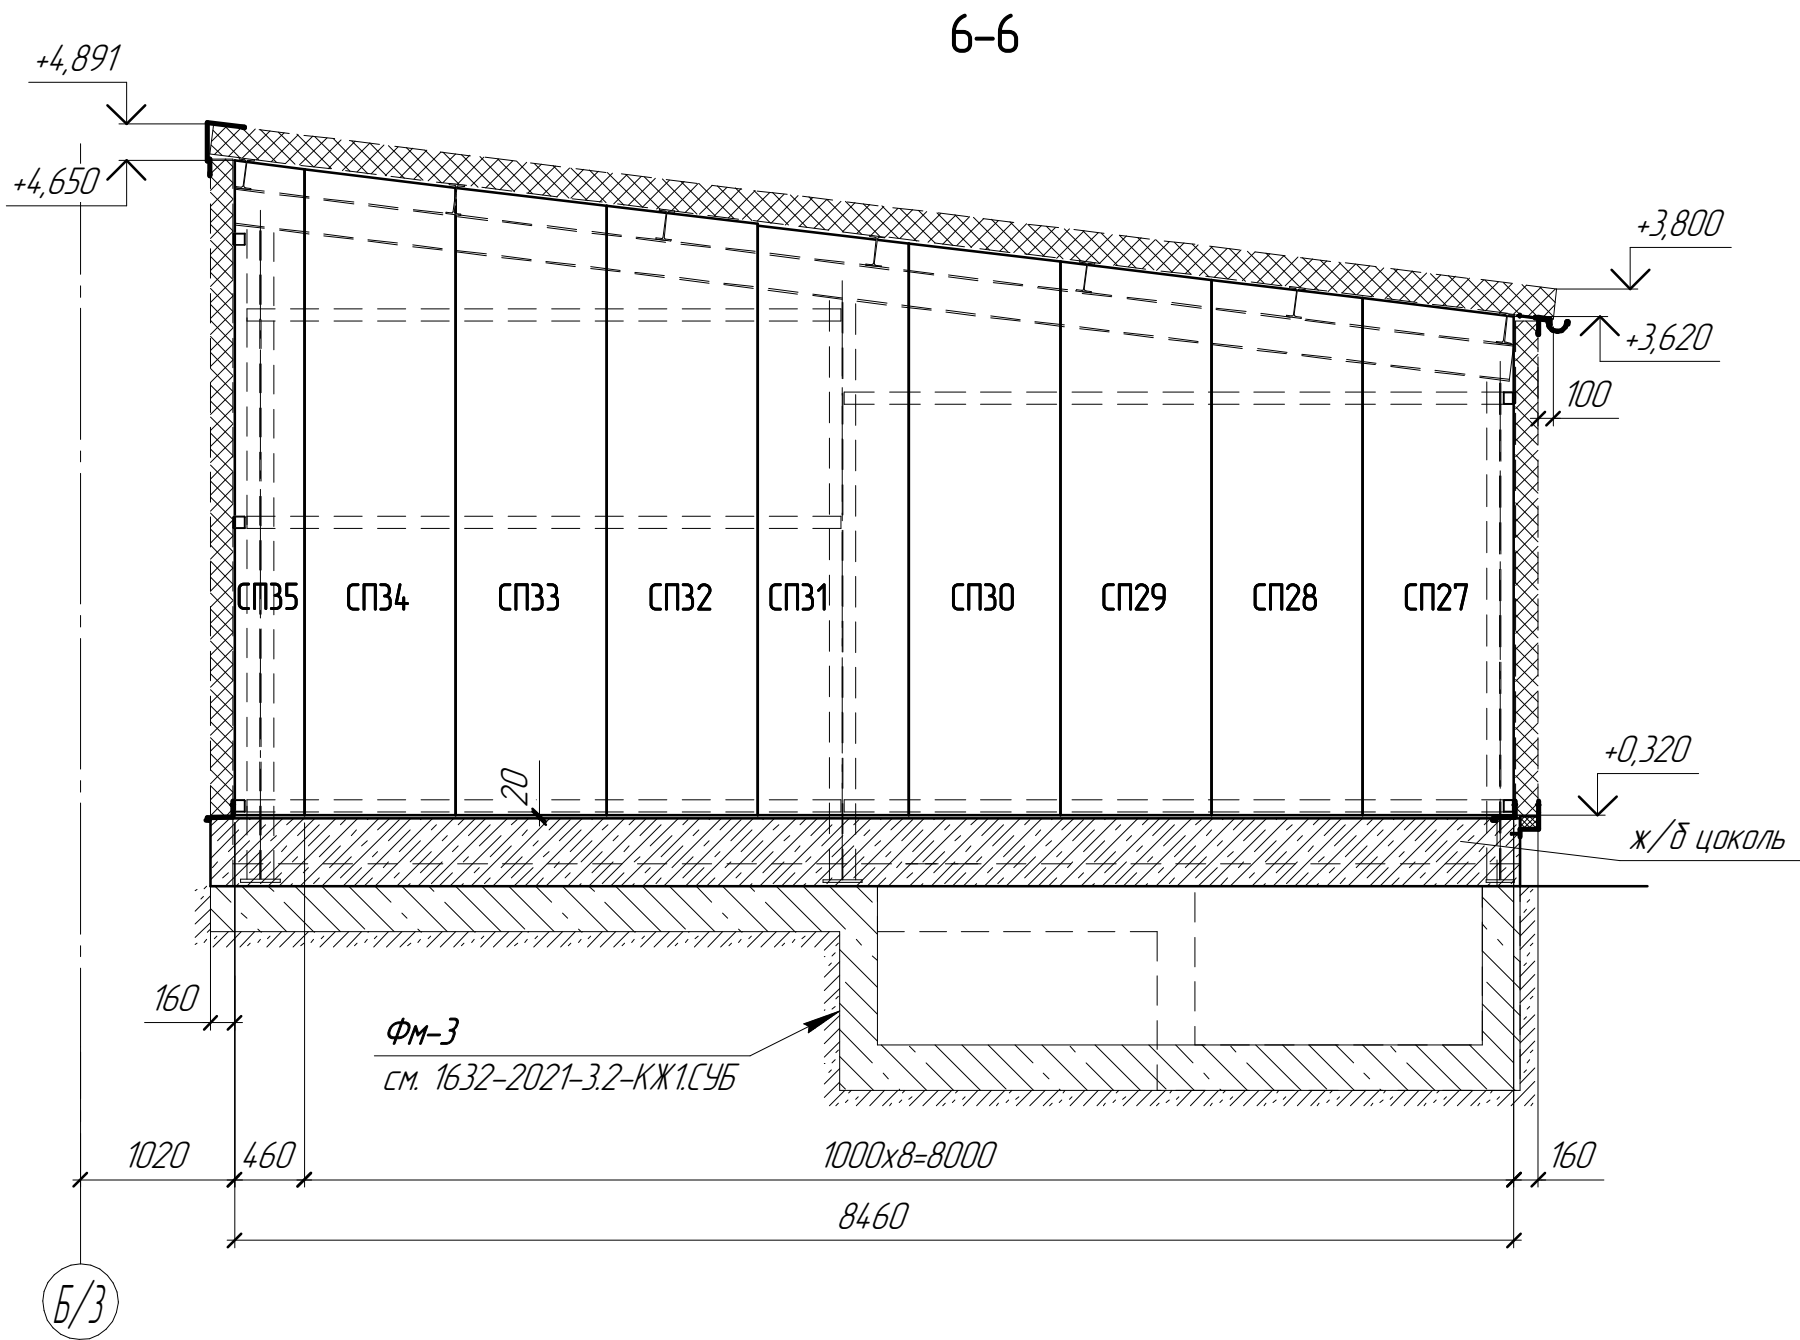 6-6
+4,891
+4,650
+3,800
+3,620
100
СП35 СП34 СП33 СП32 СП31 СП30 СП29 СП28 СП27
20
+0,320
ж/б цоколь
160
Фм-3
см. 1632-2021-3.2-КЖ1.СУБ
1020 460 1000х8=8000 160
8460
Б/3